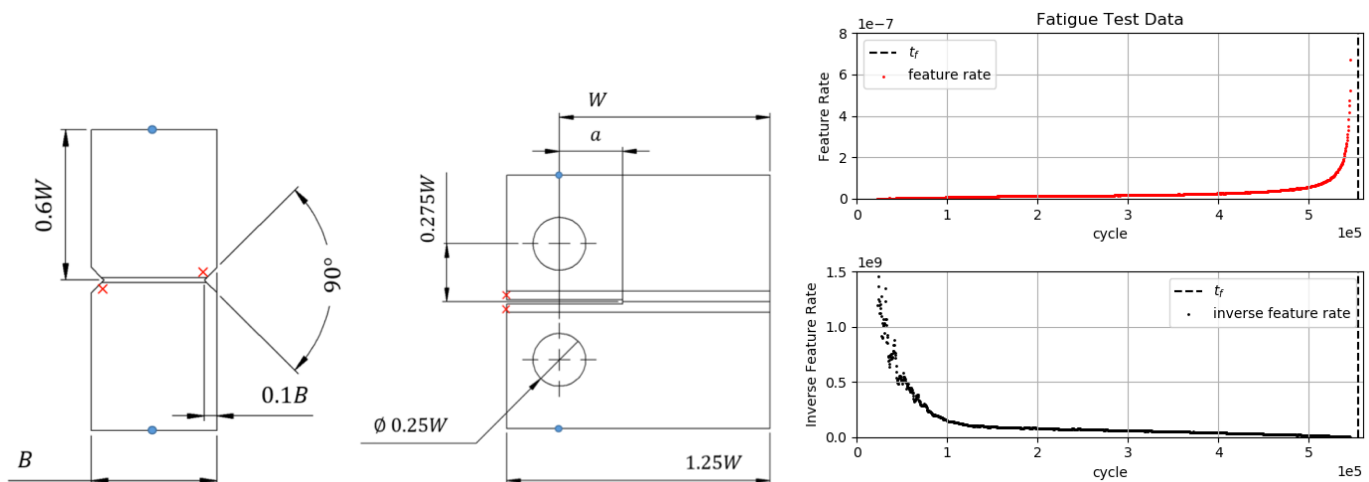 0.6W
90°
0.1B
B
W
a
0.275W
Ø 0.25W
1.25W
Fatigue Test Data
1e−7
8
6
4
2
0
Feature Rate
t_f
feature rate
0 1 2 3 4 5
1e5
cycle
1e9
1.5
1.0
0.5
0.0
Inverse Feature Rate
t_f
inverse feature rate
0 1 2 3 4 5
1e5
cycle